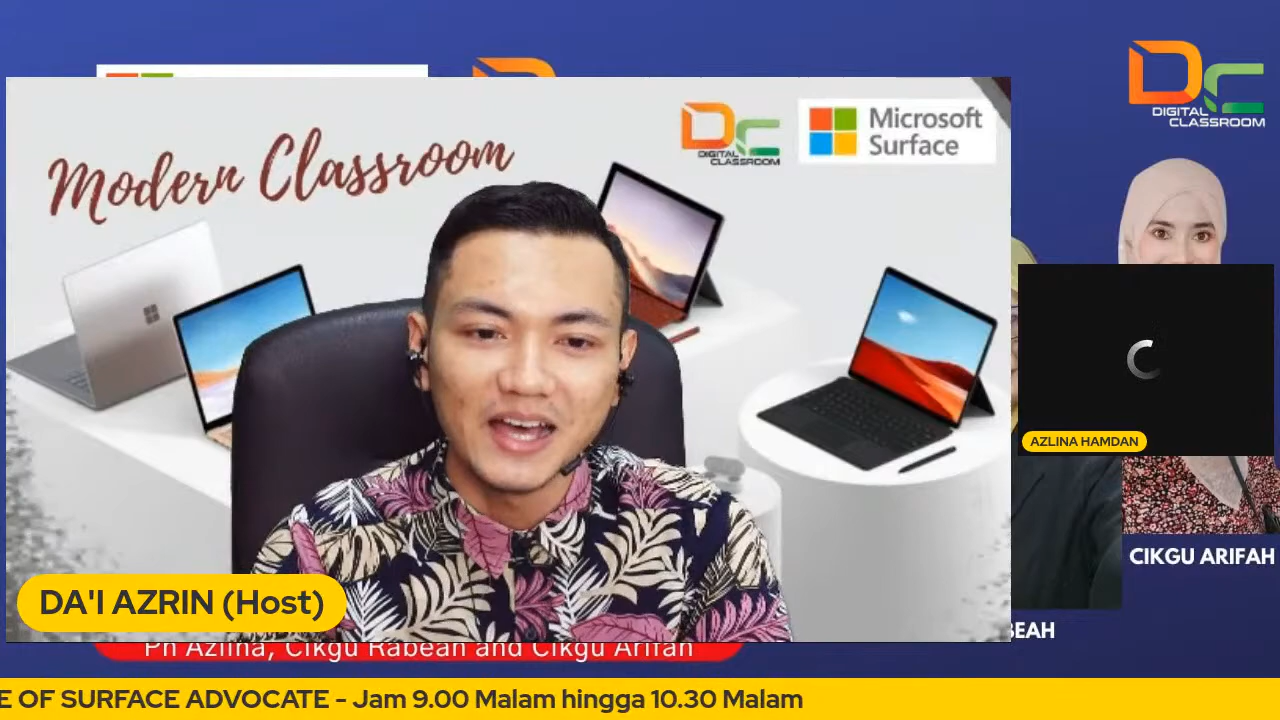 DIGITAL
CLASSROOM
Modern Classroom
DIGITAL
CLASSROOM
Microsoft
Surface
AZLINA HAMDAN
CIKGU ARIFAH
DA'I AZRIN (Host)
BEAH
Pn Azlina, Cikgu Rabeah and Cikgu Arifah
E OF SURFACE ADVOCATE - Jam 9.00 Malam hingga 10.30 Malam